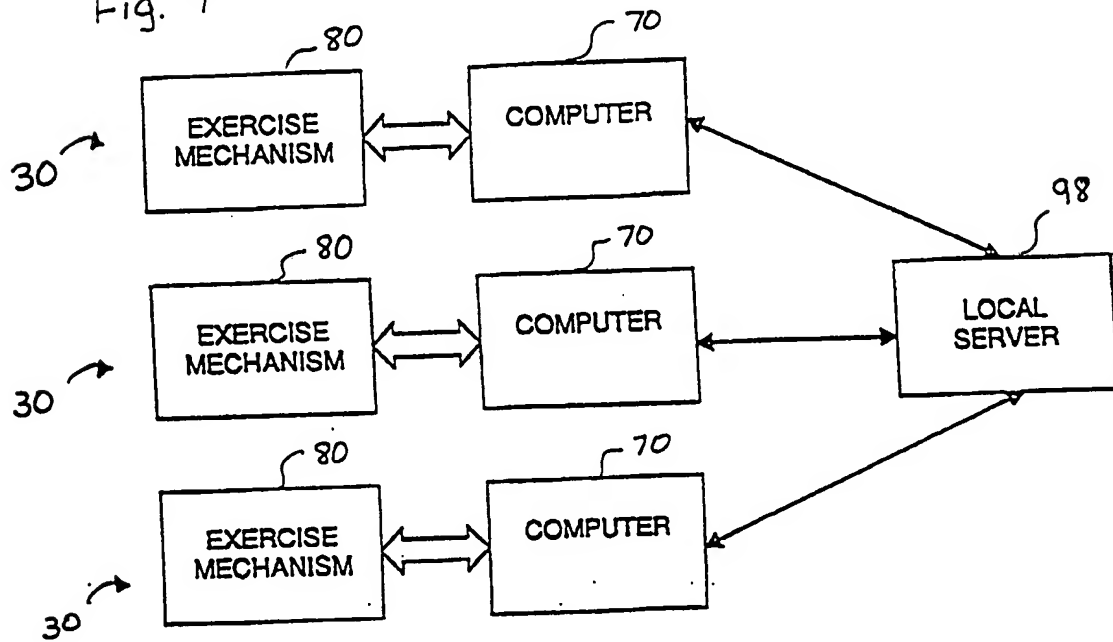 Fig.
80
70
EXERCISE
MECHANISM
COMPUTER
30
98
80
70
EXERCISE
MECHANISM
COMPUTER
LOCAL
SERVER
30
80
70
EXERCISE
MECHANISM
COMPUTER
30